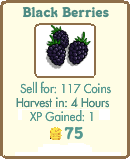 Black Berries
Sell for: 117 Coins
Harvest in: 4 Hours
XP Gained: 1
75